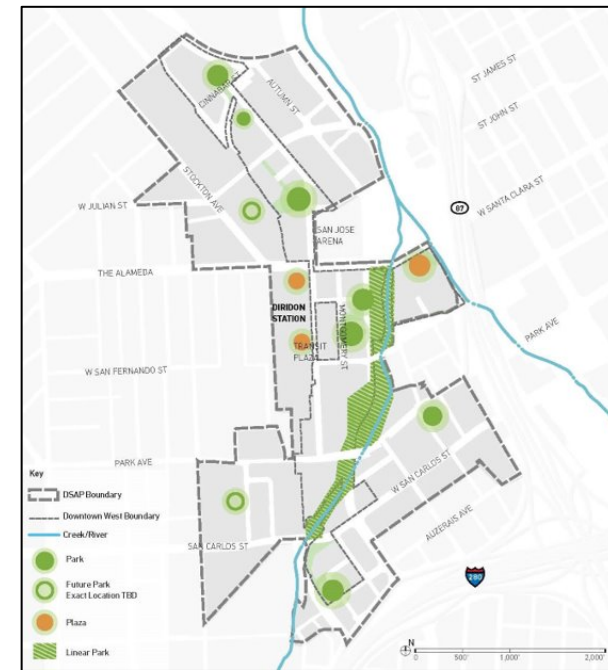 ST JAMES ST
CINNABAR ST
AUTUMN ST
ST JOHN ST
STOCKTON AVE
W JULIAN ST
87
W SANTA CLARA ST
SAN JOSE
ARENA
THE ALAMEDA
DIRIDON
STATION
MONTGOMERY ST
TRANSIT
PLAZA
PARK AVE
W SAN FERNANDO ST
PARK AVE
W SAN CARLOS ST
AUZERAIS AVE
SAN CARLOS ST
280
Key
DSAP Boundary
Downtown West Boundary
Creek/River
Park
Future Park
Exact Location TBD
Plaza
Linear Park
N
0 500' 1,000' 2,000'